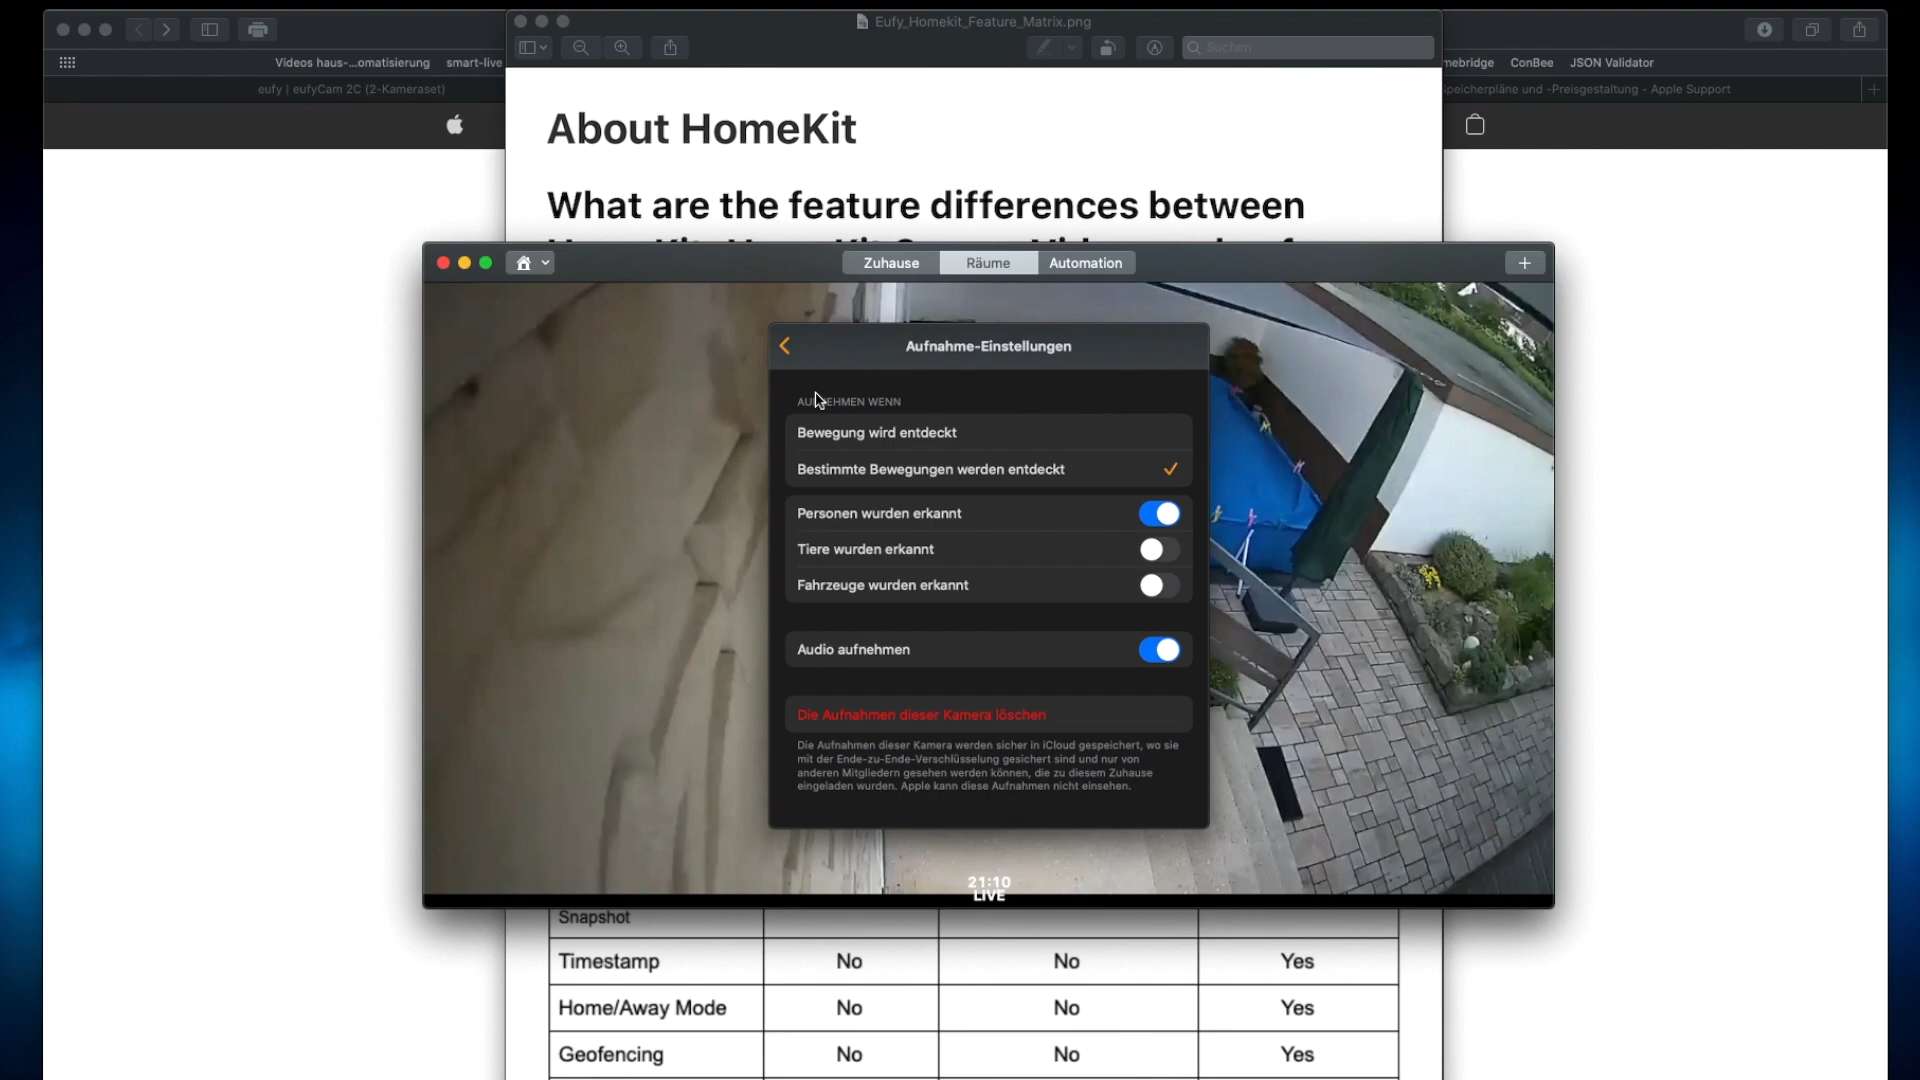 Eufy_Homekit_Feature_Matrix.png
Suchen
Videos haus-...omatisierung
smart-live
mebridge
ConBee
JSON Validator
eufy | eufyCam 2C (2-Kameraset)
Speicherpläne und -Preisgestaltung - Apple Support
About HomeKit
What are the feature differences between
Zuhause
Räume
Automation
Aufnahme-Einstellungen
WENN
Bewegung wird entdeckt
Bestimmte Bewegungen werden entdeckt
Personen wurden erkannt
Tiere wurden erkannt
Fahrzeuge wurden erkannt
Audio aufnehmen
Die Aufnahmen dieser Kamera löschen
Die Aufnahmen dieser Kamera werden sicher in iCloud gespeichert, wo sie
mit der Ende-zu-Ende-Verschlüsselung gesichert sind und nur von
anderen Mitgliedern gesehen werden können, die zu diesem Zuhause
eingeladen wurden. Apple kann diese Aufnahmen nicht einsehen.
21:10
LIVE
Snapshot
Timestamp No No Yes
Home/Away Mode No No Yes
Geofencing No No Yes